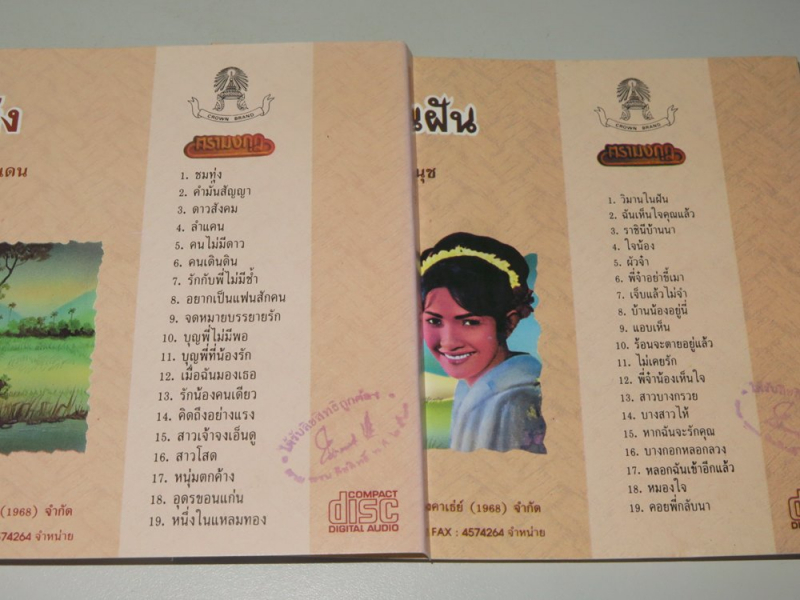 ัง
แดน
CROWN BRAND
ตรามงกุฎ
1. ชมทุ่ง
2. คำมั่นสัญญา
3. ดาวสังคม
4. ลำแคน
5. คนไม่มีดาว
6. คนเดินดิน
7. รักกับพี่ไม่มีช้ำ
8. อยากเป็นแฟนสักคน
9. จดหมายบรรยายรัก
10. บุญพี่ไม่มีพอ
11. บุญพี่ที่น้องรัก
12. เมื่อฉันมองเธอ
13. รักน้องคนเดียว
14. คิดถึงอย่างแรง
15. สาวเจ้าจงเอ็นดู
16. สาวโสด
17. หนุ่มตกค้าง
18. อุดรขอนแก่น
19. หนึ่งในแหลมทอง
(1968) จำกัด
4574264 จำหน่าย
COMPACT
disc
DIGITAL AUDIO
นฝัน
นุช
CROWN BRAND
ตรามงกุฎ
1. วิมานในฝัน
2. ฉันเห็นใจคุณแล้ว
3. ราชินีบ้านนา
4. ใจน้อง
5. ผัวจ๋า
6. พี่จ๋าอย่าขี้เมา
7. เจ็บแล้วไม่จำ
8. บ้านน้องอยู่นี่
9. แอบเห็น
10. ร้อนจะตายอยู่แล้ว
11. ไม่เคยรัก
12. พี่จ๋าน้องเห็นใจ
13. สาวบางกรวย
14. บางสาวไห้
15. หากฉันจะรักคุณ
16. บางกอกหลอกลวง
17. หลอกฉันเข้าอีกแล้ว
18. หมองใจ
19. คอยพี่กลับนา
งคาเธ่ย์ (1968) จำกัด
FAX : 4574264 จำหน่าย